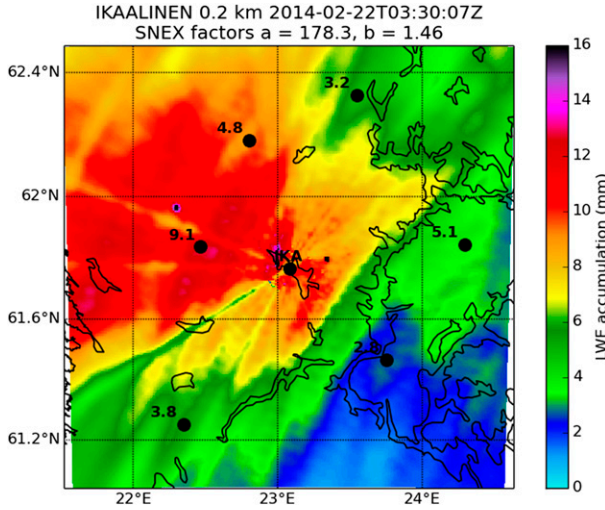 IKAALINEN 0.2 km 2014-02-22T03:30:07Z
SNEX factors a = 178.3, b = 1.46
62.4°N
62°N
61.6°N
61.2°N
22°E
23°E
24°E
3.2
4.8
9.1
5.1
IKA
2.8
3.8
16
14
12
10
8
6
4
2
0
LWE accumulation (mm)